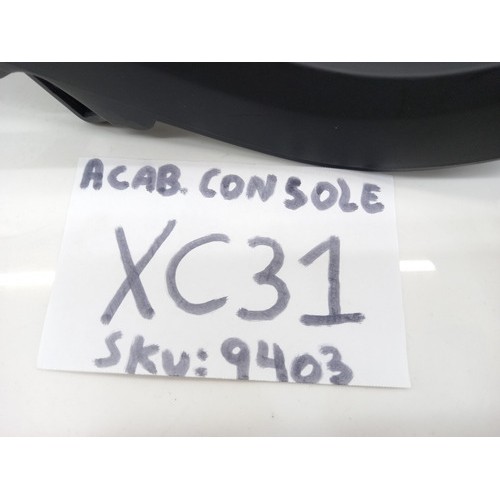 ACAB. CONSOLE
XC31
SKU: 9403